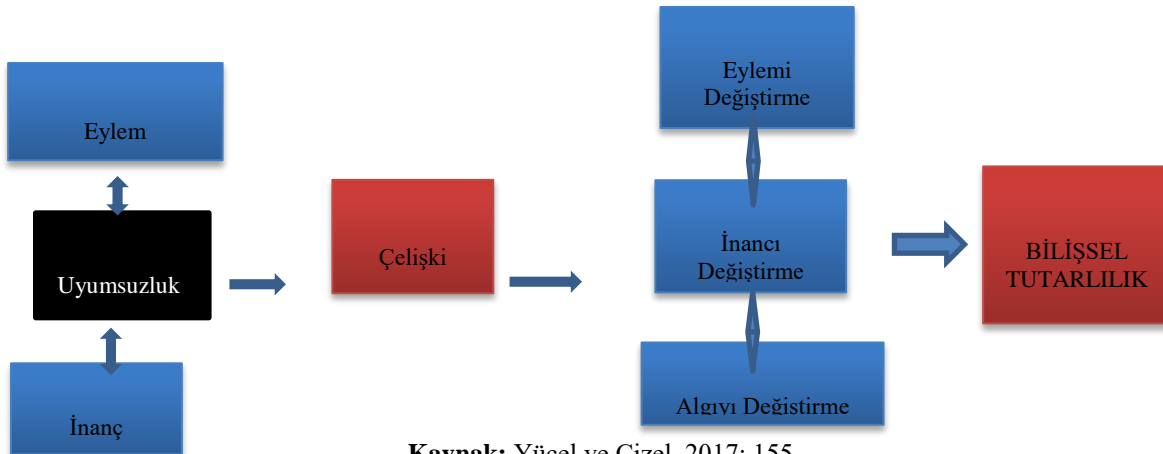 Eylem
Uyumsuzluk
İnanç
Çelişki
Eylemi
Değiştirme
İnancı
Değiştirme
Algıyı Değiştirme
BİLİŞSEL
TUTARLILIK
Kaynak: Yücel ve Çizel, 2017: 155